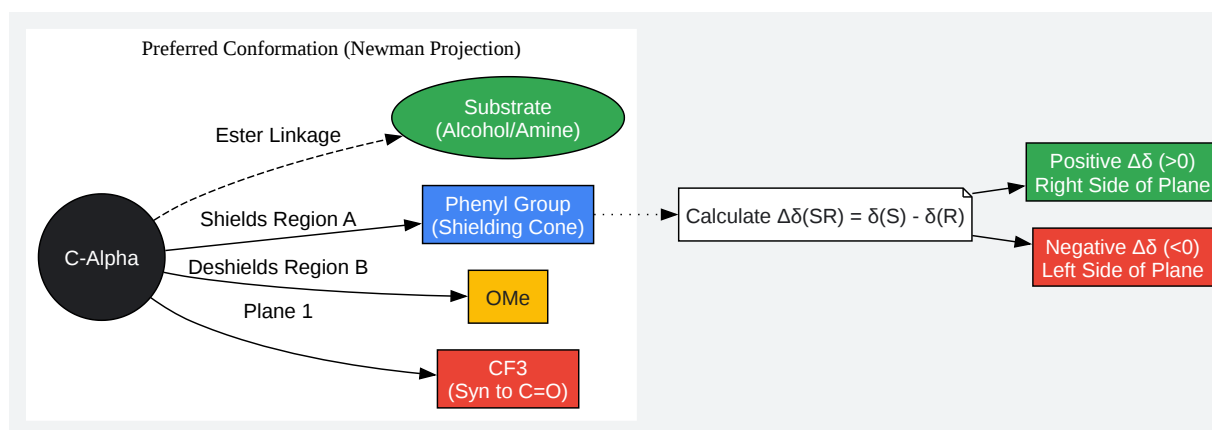 Preferred Conformation (Newman Projection)
Substrate
(Alcohol/Amine)
Ester Linkage
Phenyl Group
(Shielding Cone)
Shields Region A
C-Alpha
Deshields Region B
OMe
Plane 1
CF3
(Syn to C=O)
Calculate Δδ(SR) = δ(S) - δ(R)
Positive Δδ (>0)
Right Side of Plane
Negative Δδ (<0)
Left Side of Plane